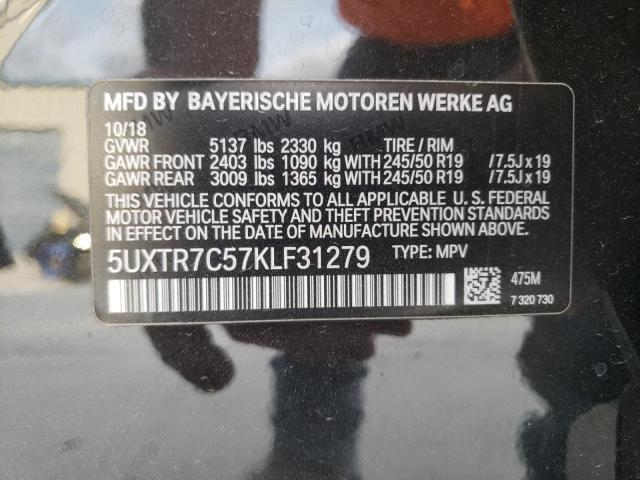 MFD BY BAYERISCHE MOTOREN WERKE AG
10/18
GVWR 5137 lbs 2330 kg TIRE / RIM
GAWR FRONT 2403 lbs 1090 kg WITH 245/50 R19 /7.5J x 19
GAWR REAR 3009 lbs 1365 kg WITH 245/50 R19 /7.5J x 19
THIS VEHICLE CONFORMS TO ALL APPLICABLE U. S. FEDERAL
MOTOR VEHICLE SAFETY AND THEFT PREVENTION STANDARDS
IN EFFECT ON THE DATE OF MANUFACTURE SHOWN ABOVE.
5UXTR7C57KLF31279 TYPE: MPV
475M
7 320 730